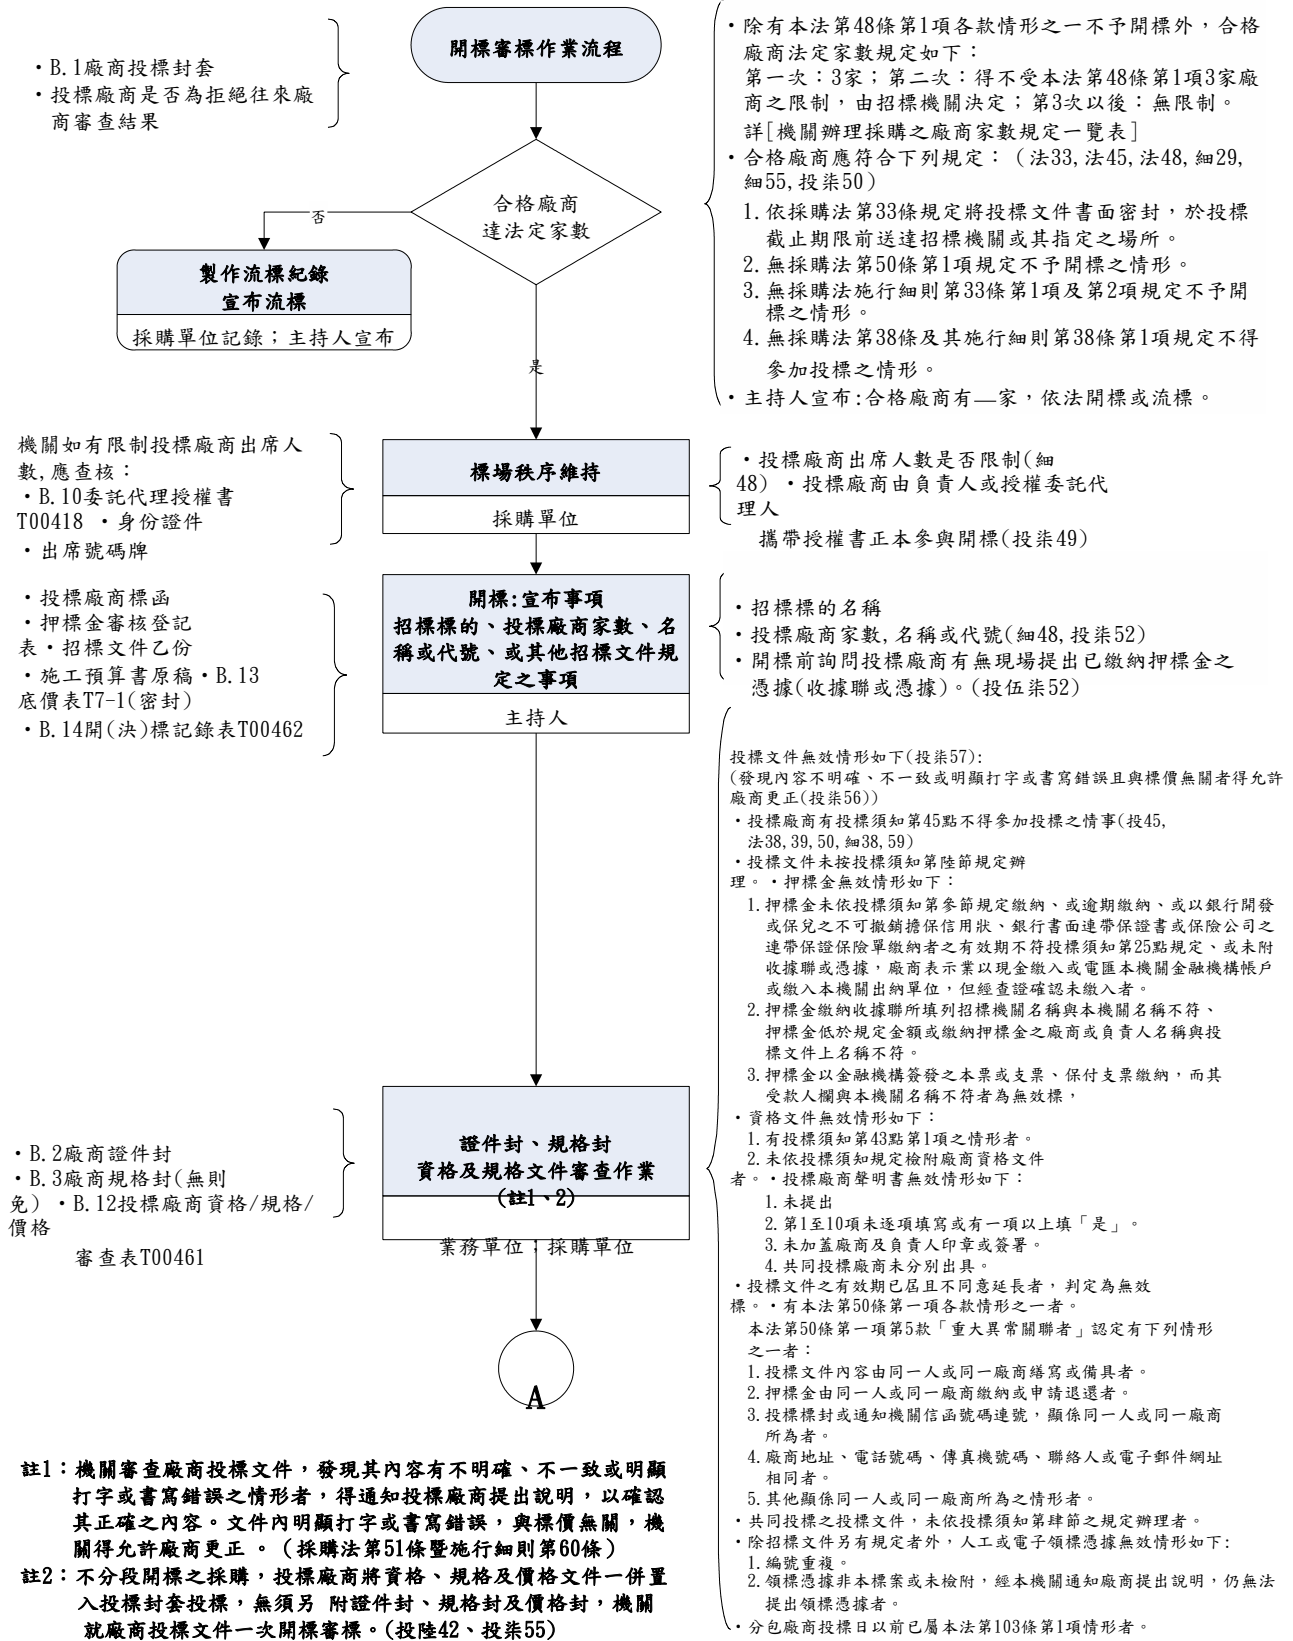 開標審標作業流程
・B.1廠商投標封套
・投標廠商是否為拒絕往來廠
商審查結果
・除有本法第48條第1項各款情形之一不予開標外，合格
廠商法定家數規定如下：
第一次：3家；第二次：得不受本法第48條第1項3家廠
商之限制，由招標機關決定；第3次以後：無限制。
詳[機關辦理採購之廠商家數規定一覽表]
・合格廠商應符合下列規定：（法33,法45,法48,細29,
細55,投柒50）
1.依採購法第33條規定將投標文件書面密封，於投標
截止期限前送達招標機關或其指定之場所。
2.無採購法第50條第1項規定不予開標之情形。
3.無採購法施行細則第33條第1項及第2項規定不予開
標之情形。
4.無採購法第38條及其施行細則第38條第1項規定不得
參加投標之情形。
・主持人宣布:合格廠商有—家，依法開標或流標。
合格廠商
達法定家數
否
製作流標紀錄
宣布流標
採購單位記錄；主持人宣布
是
機關如有限制投標廠商出席人
數,應查核：
・B.10委託代理授權書
T00418 ・身份證件
・出席號碼牌
標場秩序維持
採購單位
・投標廠商出席人數是否限制(細
48) ・投標廠商由負責人或授權委託代
理人
攜帶授權書正本參與開標(投柒49)
・投標廠商標函
・押標金審核登記
表・招標文件乙份
・施工預算書原稿・B.13
底價表T7-1(密封)
・B.14開(決)標記錄表T00462
開標:宣布事項
招標標的、投標廠商家數、名
稱或代號、或其他招標文件規
定之事項
主持人
・招標標的名稱
・投標廠商家數,名稱或代號(細48,投柒52)
・開標前詢問投標廠商有無現場提出已繳納押標金之
憑據(收據聯或憑據)。(投伍柒52)
投標文件無效情形如下(投柒57):
(發現內容不明確、不一致或明顯打字或書寫錯誤且與標價無關者得允許
廠商更正(投柒56))
・投標廠商有投標須知第45點不得參加投標之情事(投45,
法38,39,50,細38,59)
・投標文件未按投標須知第陸節規定辦
理。・押標金無效情形如下：
1.押標金未依投標須知第參節規定繳納、或逾期繳納、或以銀行開發
或保兌之不可撤銷擔保信用狀、銀行書面連帶保證書或保險公司之
連帶保證保險單繳納者之有效期不符投標須知第25點規定、或未附
收據聯或憑據，廠商表示業以現金繳入或電匯本機關金融機構帳戶
或繳入本機關出納單位，但經查證確認未繳入者。
2.押標金繳納收據聯所填列招標機關名稱與本機關名稱不符、
押標金低於規定金額或繳納押標金之廠商或負責人名稱與投
標文件上名稱不符。
3.押標金以金融機構簽發之本票或支票、保付支票繳納，而其
受款人欄與本機關名稱不符者為無效標，
・資格文件無效情形如下：
1.有投標須知第43點第1項之情形者。
2.未依投標須知規定檢附廠商資格文件
者。・投標廠商聲明書無效情形如下：
1.未提出
2.第1至10項未逐項填寫或有一項以上填「是」。
3.未加蓋廠商及負責人印章或簽署。
4.共同投標廠商未分別出具。
・投標文件之有效期已屆且不同意延長者，判定為無效
標。・有本法第50條第一項各款情形之一者。
本法第50條第一項第5款「重大異常關聯者」認定有下列情形
之一者：
1.投標文件內容由同一人或同一廠商繕寫或備具者。
2.押標金由同一人或同一廠商繳納或申請退還者。
3.投標標封或通知機關信函號碼連號，顯係同一人或同一廠商
所為者。
4.廠商地址、電話號碼、傳真機號碼、聯絡人或電子郵件網址
相同者。
5.其他顯係同一人或同一廠商所為之情形者。
・共同投標之投標文件，未依投標須知第肆節之規定辦理者。
・除招標文件另有規定者外，人工或電子領標憑據無效情形如下:
1.編號重複。
2.領標憑據非本標案或未檢附，經本機關通知廠商提出說明，仍無法
提出領標憑據者。
・分包廠商投標日以前已屬本法第103條第1項情形者。
・B.2廠商證件封
・B.3廠商規格封(無則
免) ・B.12投標廠商資格/規格/
價格
審查表T00461
證件封、規格封
資格及規格文件審查作業
(註1、2)
業務單位；採購單位
A
註1：機關審查廠商投標文件，發現其內容有不明確、不一致或明顯
打字或書寫錯誤之情形者，得通知投標廠商提出說明，以確認
其正確之內容。文件內明顯打字或書寫錯誤，與標價無關，機
關得允許廠商更正 。（採購法第51條暨施行細則第60條）
註2：不分段開標之採購，投標廠商將資格、規格及價格文件一併置
入投標封套投標，無須另 附證件封、規格封及價格封，機關
就廠商投標文件一次開標審標。(投陸42、投柒55)